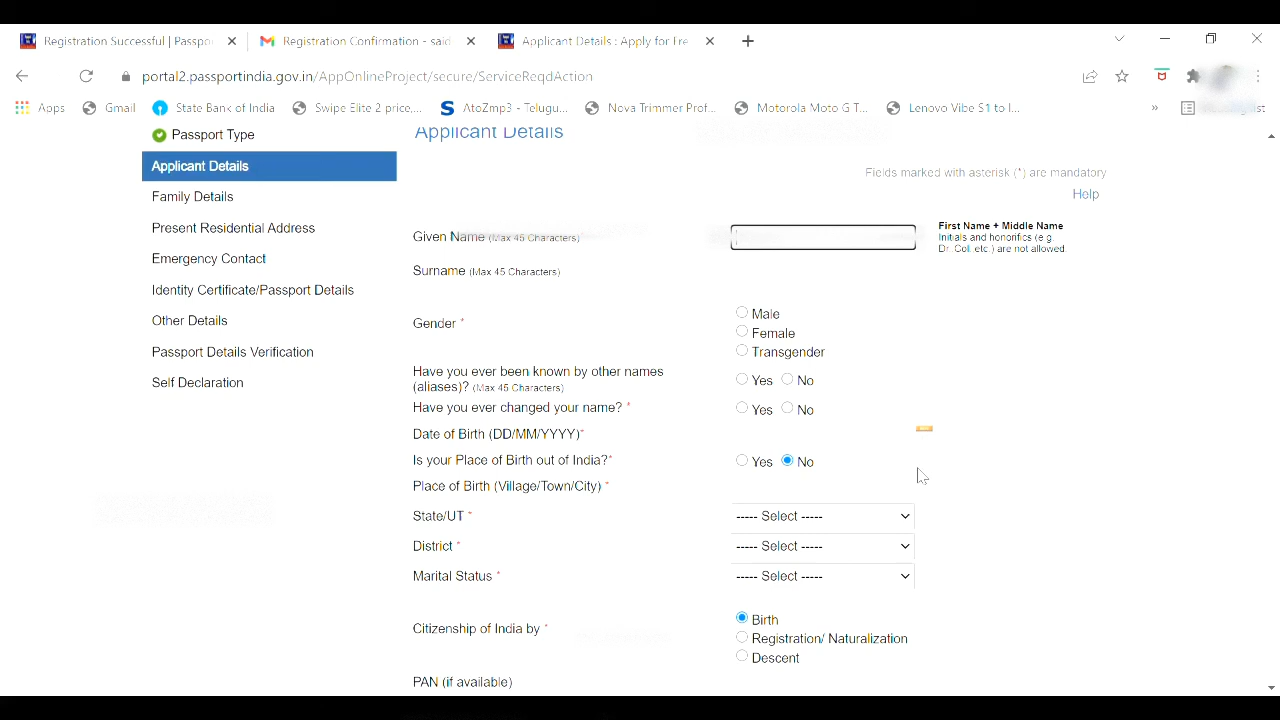 Registration Successful | Passpo
Registration Confirmation - said
Applicant Details : Apply for Fre
portal2.passportindia.gov.in/AppOnlineProject/secure/ServiceReqdAction
Apps
Gmail
State Bank of India
Swipe Elite 2 price,...
AtoZmp3 - Telugu...
Nova Trimmer Prof...
Motorola Moto G T...
Lenovo Vibe S1 to l...
»
Passport Type
Applicant Details
Family Details
Present Residential Address
Emergency Contact
Identity Certificate/Passport Details
Other Details
Passport Details Verification
Self Declaration
Applicant Details
Fields marked with asterisk (*) are mandatory
Help
Given Name (Max 45 Characters)
First Name + Middle Name
Initials and honorifics (e.g.
Dr. Col. etc.) are not allowed.
Surname (Max 45 Characters)
Gender *
Male
Female
Transgender
Have you ever been known by other names
(aliases)? (Max 45 Characters)
Yes No
Have you ever changed your name? *
Yes No
Date of Birth (DD/MM/YYYY)*
Is your Place of Birth out of India?*
Yes No
Place of Birth (Village/Town/City) *
State/UT *
----- Select -----
District *
----- Select -----
Marital Status *
----- Select -----
Citizenship of India by *
Birth
Registration/ Naturalization
Descent
PAN (if available)